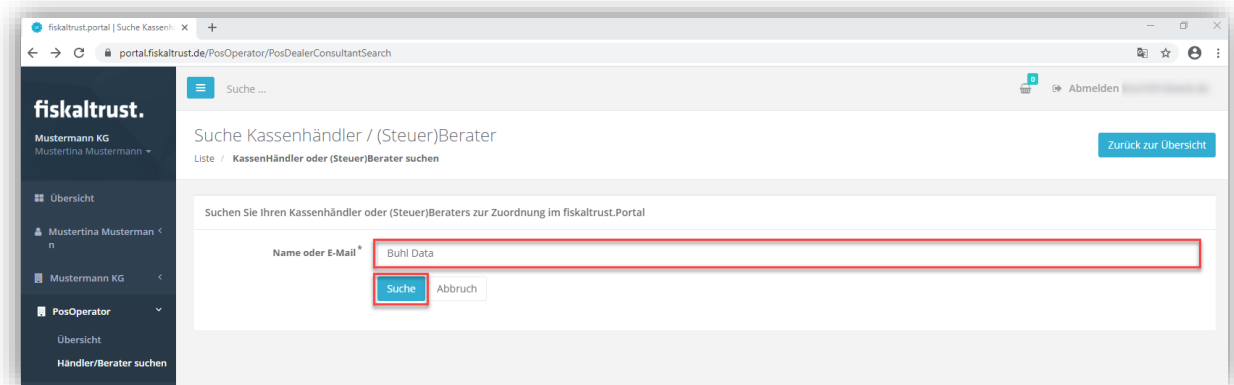 fiskaltrust.portal | Suche Kassenh
portal.fiskaltrust.de/PosOperator/PosDealerConsultantSearch
fiskaltrust.
Mustermann KG
Mustertina Mustermann
Suche ...
0
Abmelden
Suche Kassenhändler / (Steuer)Berater
Liste / KassenHändler oder (Steuer)Berater suchen
Zurück zur Übersicht
Übersicht
Mustertina Musterman
n
Mustermann KG
PosOperator
Übersicht
Händler/Berater suchen
Suchen Sie Ihren Kassenhändler oder (Steuer)Beraters zur Zuordnung im fiskaltrust.Portal
Name oder E-Mail *
Buhl Data
Suche
Abbruch